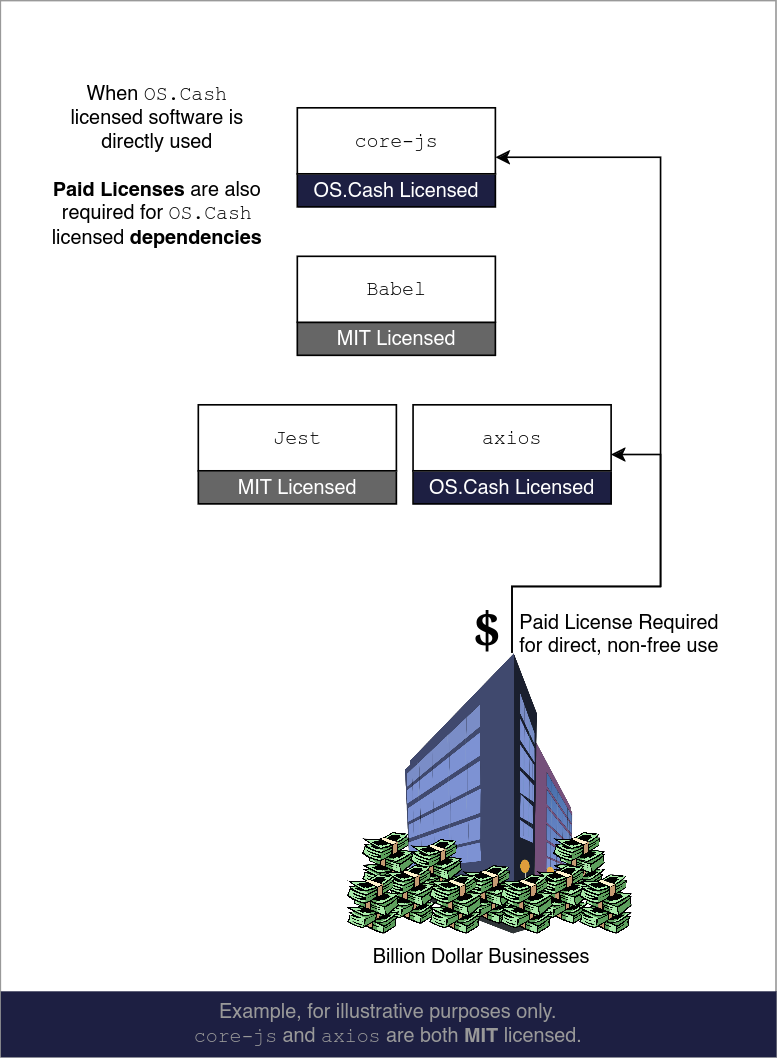 When OS.Cash
licensed software is
directly used
Paid Licenses are also
required for OS.Cash
licensed dependencies
core-js
OS.Cash Licensed
Babel
MIT Licensed
Jest
MIT Licensed
axios
OS.Cash Licensed
$
Paid License Required
for direct, non-free use
Billion Dollar Businesses
Example, for illustrative purposes only.
core-js and axios are both MIT licensed.